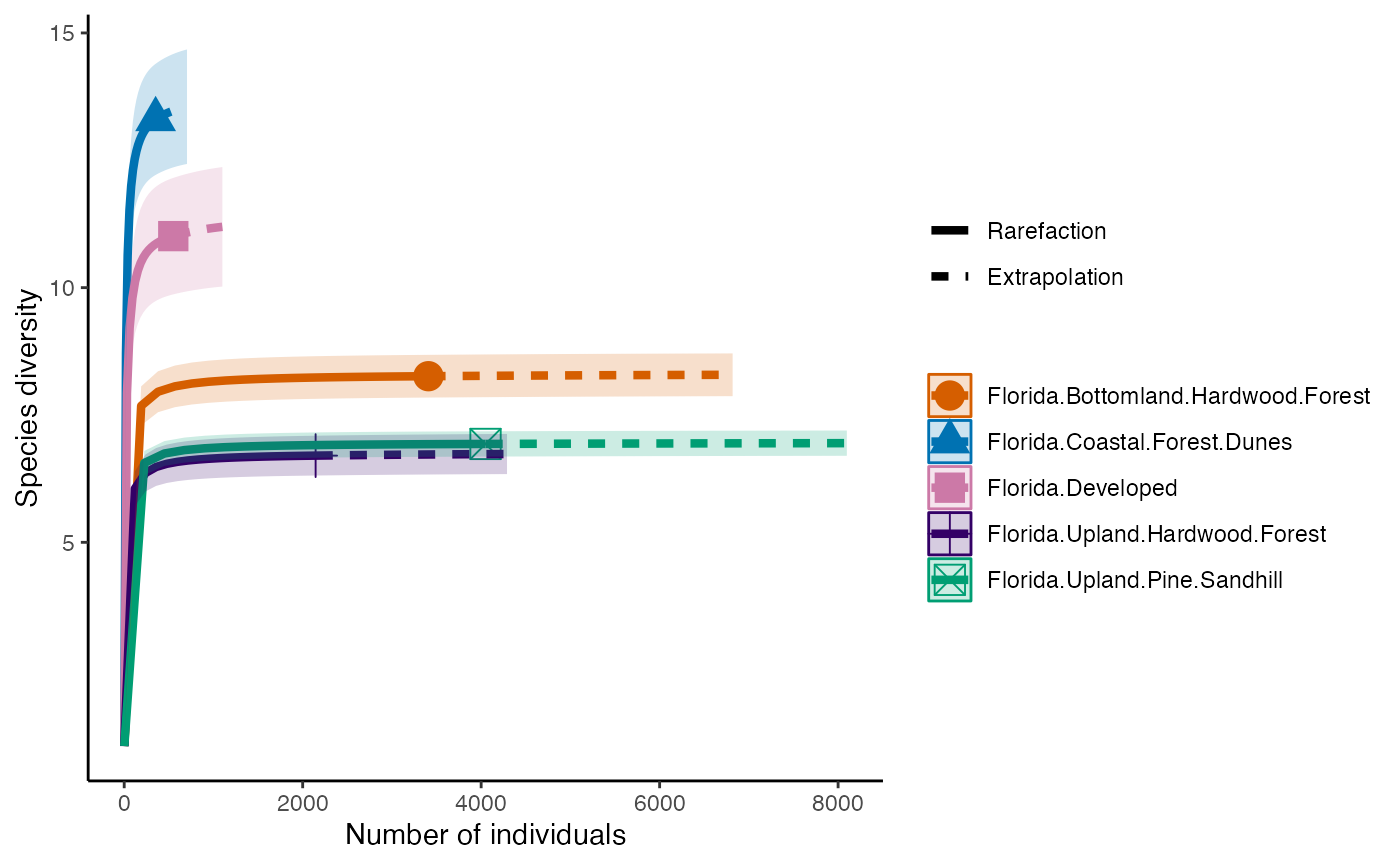 15
10
5
Species diversity
0 2000 4000 6000 8000
Number of individuals
Rarefaction
Extrapolation
Florida.Bottomland.Hardwood.Forest
Florida.Coastal.Forest.Dunes
Florida.Developed
Florida.Upland.Hardwood.Forest
Florida.Upland.Pine.Sandhill